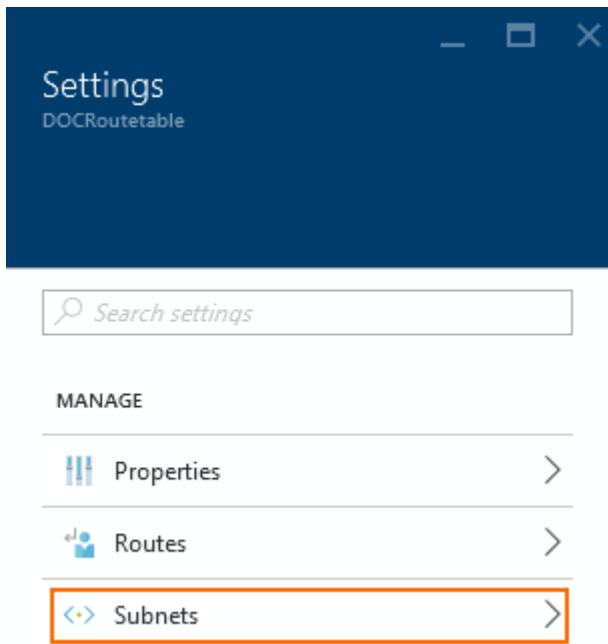 Settings
DOCRoutetable
Search settings
MANAGE
Properties
Routes
Subnets